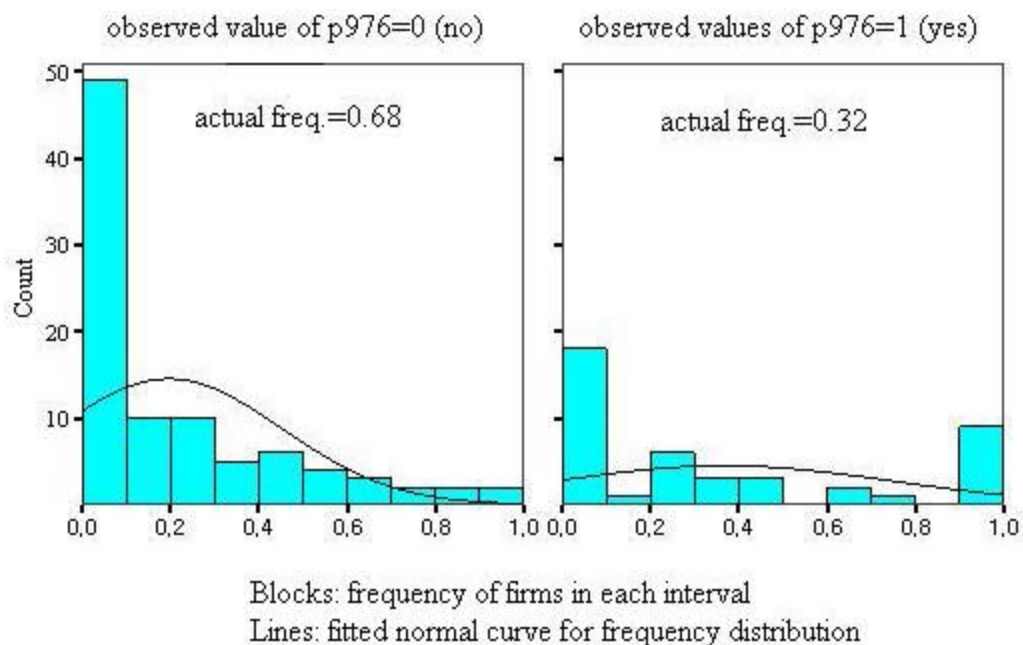 observed value of p976=0 (no)
observed values of p976=1 (yes)
actual freq.=0.68
actual freq.=0.32
Count
50
40
30
20
10
0,0 0,2 0,4 0,6 0,8 1,0
0,0 0,2 0,4 0,6 0,8 1,0
Blocks: frequency of firms in each interval
Lines: fitted normal curve for frequency distribution